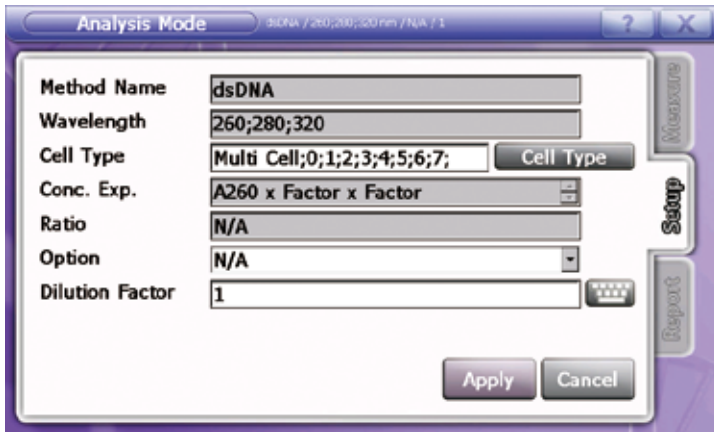 Analysis Mode dsDNA / 260;280;320 nm / N/A / 1 ? X
Method Name dsDNA
Wavelength 260;280;320
Cell Type Multi Cell;0;1;2;3;4;5;6;7; Cell Type
Conc. Exp. A260 x Factor x Factor
Ratio N/A
Option N/A
Dilution Factor 1
Apply Cancel
Measure
Setup
Report